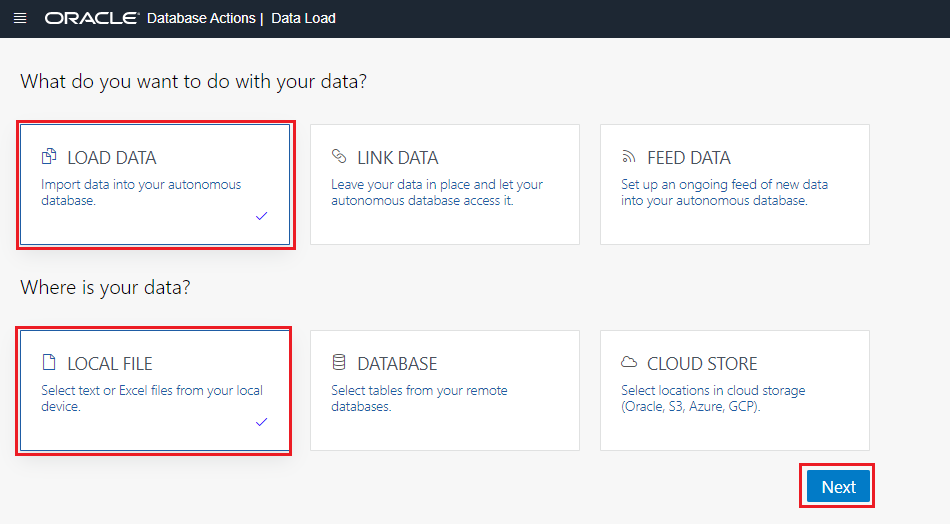 ORACLE Database Actions | Data Load
What do you want to do with your data?
LOAD DATA
Import data into your autonomous
database.
LINK DATA
Leave your data in place and let your
autonomous database access it.
FEED DATA
Set up an ongoing feed of new data
into your autonomous database.
Where is your data?
LOCAL FILE
Select text or Excel files from your local
device.
DATABASE
Select tables from your remote
databases.
CLOUD STORE
Select locations in cloud storage
(Oracle, S3, Azure, GCP).
Next